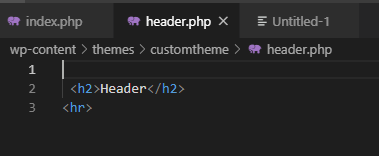 index.php header.php × Untitled-1
wp-content > themes > customtheme > header.php
1
2 <h2>Header</h2>
3 <hr>